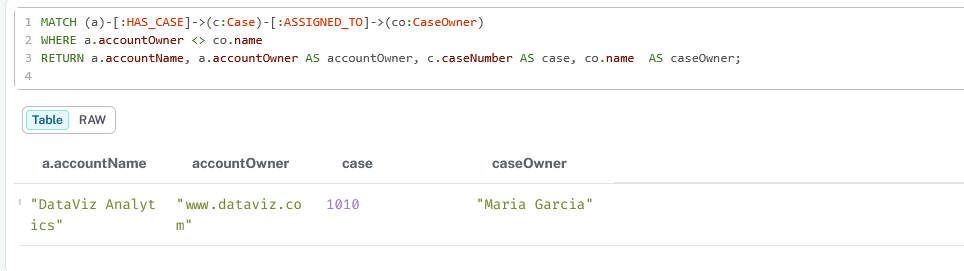 1 MATCH (a)-[:HAS_CASE]->(c:Case)-[:ASSIGNED_TO]->(co:CaseOwner)
2 WHERE a.accountOwner <> co.name
3 RETURN a.accountName, a.accountOwner AS accountOwner, c.caseNumber AS case, co.name  AS caseOwner;
4
Table RAW
a.accountName accountOwner case caseOwner
1 "DataViz Analyt "www.dataviz.co 1010 "Maria Garcia"
ics" m"